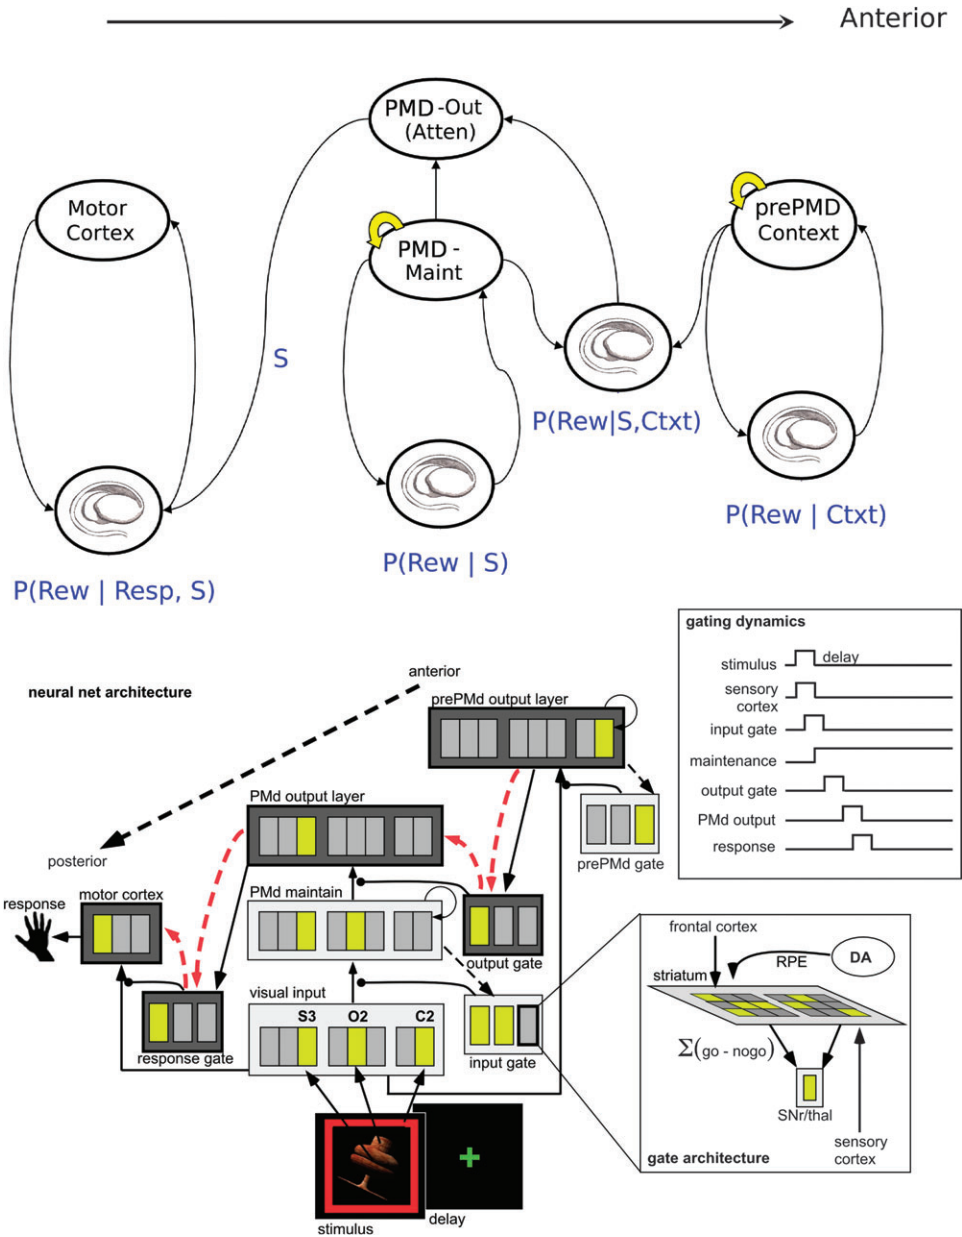 Anterior
PMD-Out
(Atten)
Motor
Cortex
PMD -
Maint
prePMD
Context
S
P(Rew|S,Ctxt)
P(Rew | Ctxt)
P(Rew | S)
P(Rew | Resp, S)
neural net architecture
anterior
prePMd output layer
PMd output layer
prePMd gate
posterior
motor cortex
response
PMd maintain
output gate
visual input
S3 O2 C2
response gate
input gate
stimulus
delay
gating dynamics
stimulus
delay
sensory
cortex
input gate
maintenance
output gate
PMd output
response
frontal cortex
striatum
RPE
DA
Σ(go - nogo)
SNr/thal
sensory
cortex
gate architecture